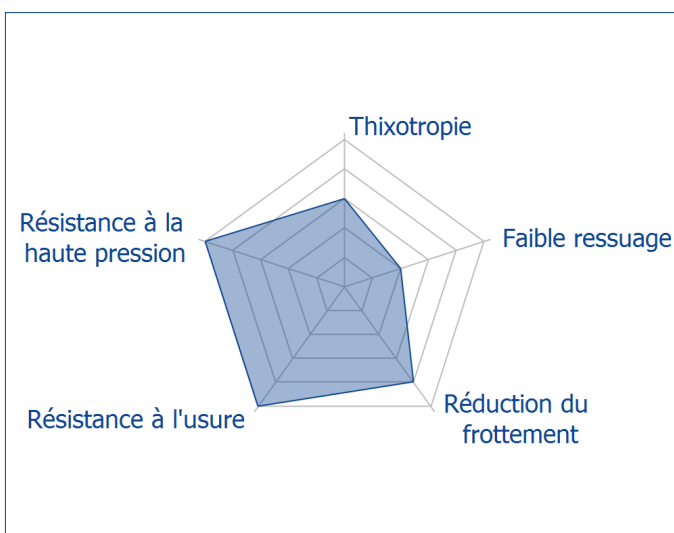 Thixotropie
Résistance à la
haute pression
Faible ressuage
Résistance à l'usure
Réduction du
frottement